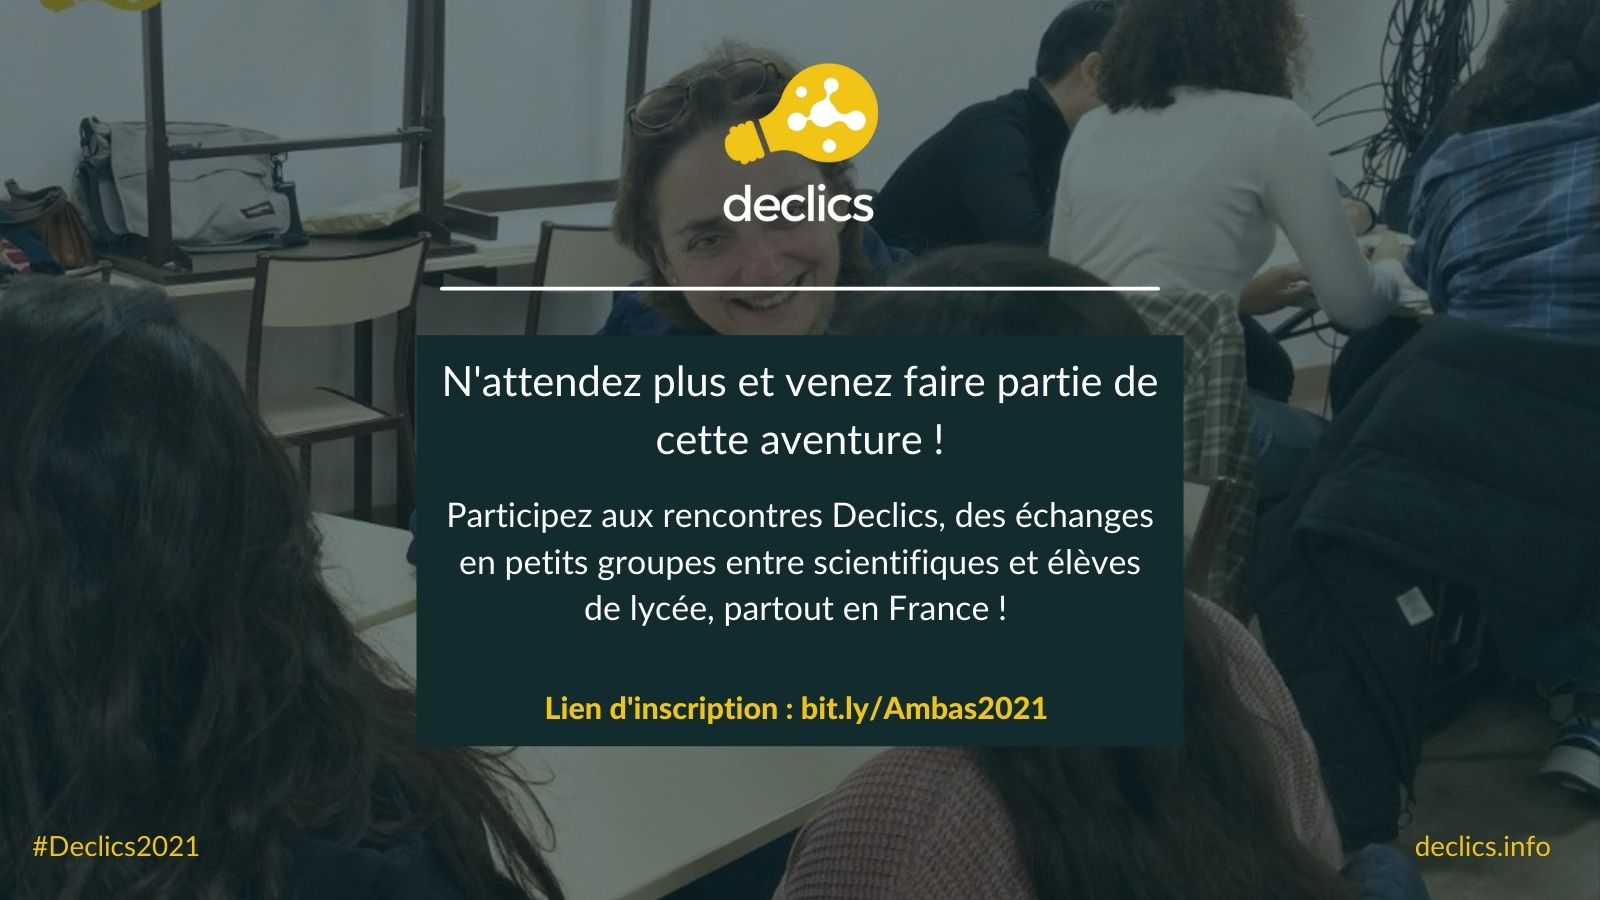 declics
N'attendez plus et venez faire partie de
cette aventure !
Participez aux rencontres Declics, des échanges
en petits groupes entre scientifiques et élèves
de lycée, partout en France !
Lien d'inscription : bit.ly/Ambas2021
#Declics2021
declics.info